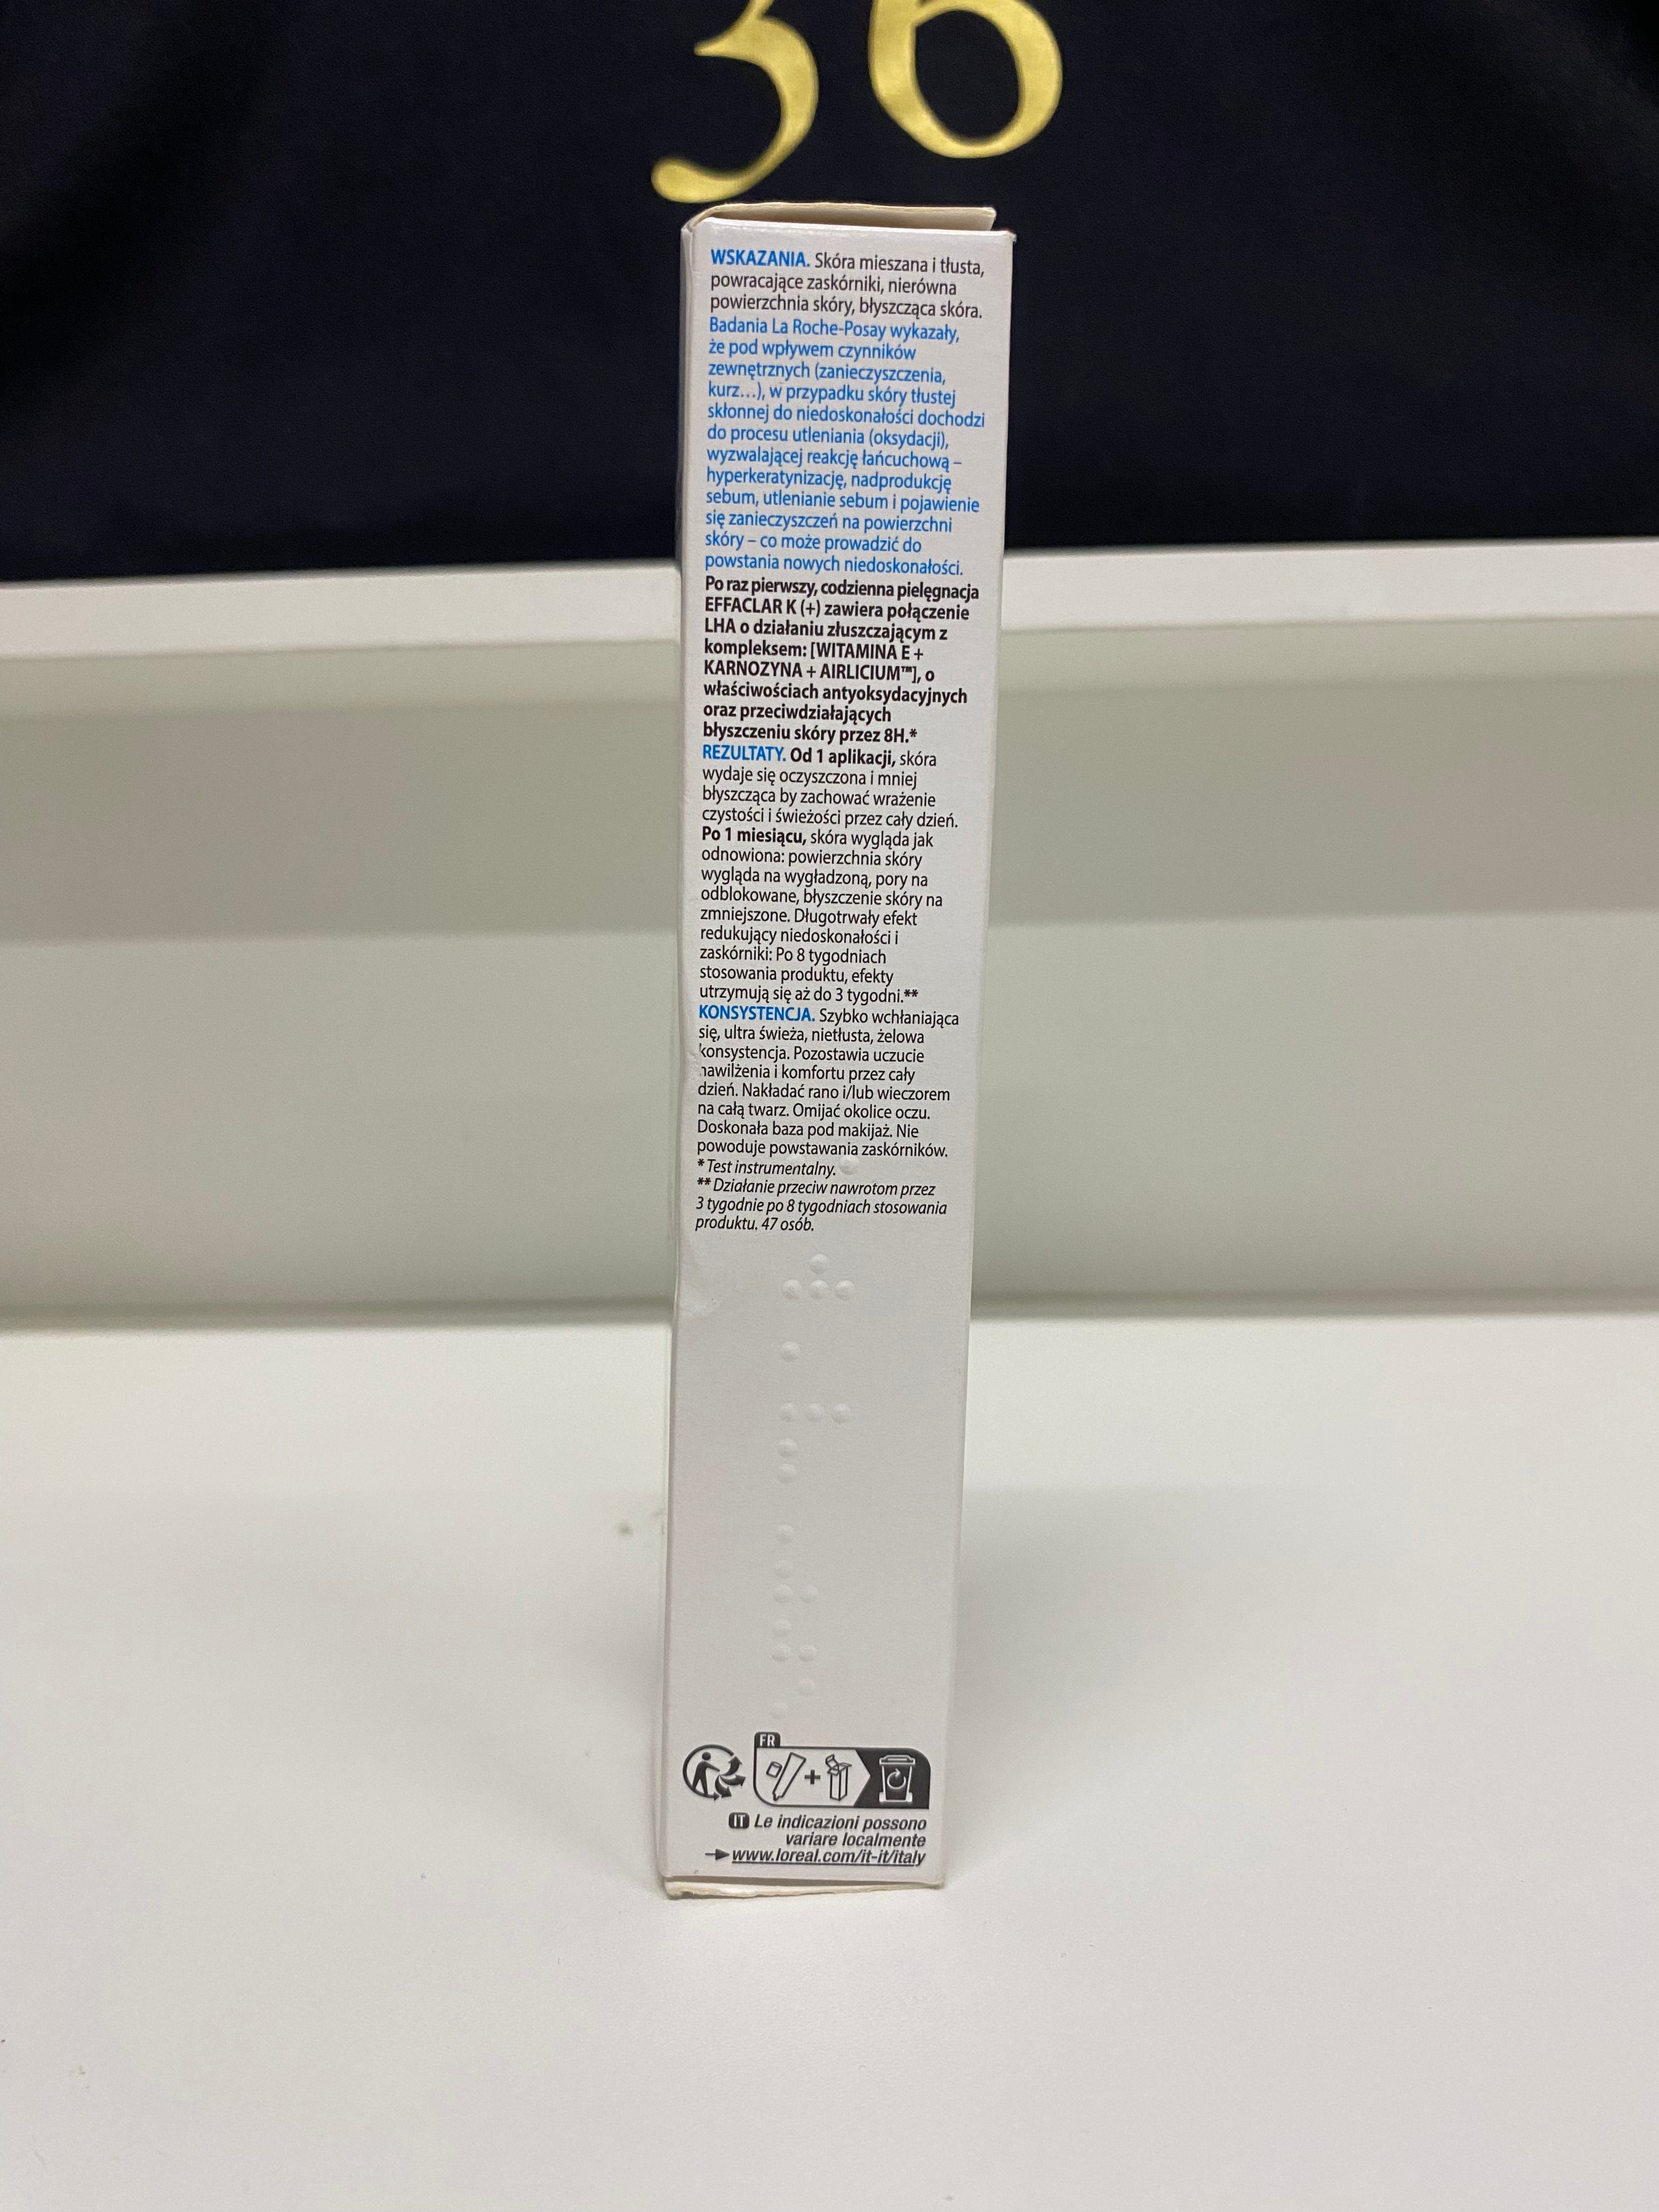 36
WSKAZANIA. Skóra mieszana i tłusta,
powracające zaskórniki, nierówna
powierzchnia skóry, błyszcząca skóra.
Badania La Roche-Posay wykazały,
że pod wpływem czynników
zewnętrznych (zanieczyszczenia,
kurz...), w przypadku skóry tłustej
skłonnej do niedoskonałości dochodzi
do procesu utleniania (oksydacji),
wyzwalającej reakcję łańcuchową –
hyperkeratynizację, nadprodukcję
sebum, utlenianie sebum i pojawienie
się zanieczyszczeń na powierzchni
skóry – co może prowadzić do
powstania nowych niedoskonałości.
Po raz pierwszy, codzienna pielęgnacja
EFFACLAR K (+) zawiera połączenie
LHA o działaniu złuszczającym z
kompleksem: [WITAMINA E +
KARNOZYNA + AIRLICIUM™], o
właściwościach antyoksydacyjnych
oraz przeciwdziałających
błyszczeniu skóry przez 8H.*
REZULTATY. Od 1 aplikacji, skóra
wydaje się oczyszczona i mniej
błyszcząca by zachować wrażenie
czystości i świeżości przez cały dzień.
Po 1 miesiącu, skóra wygląda jak
odnowiona: powierzchnia skóry
wygląda na wygładzoną, pory na
odblokowane, błyszczenie skóry na
zmniejszone. Długotrwały efekt
redukujący niedoskonałości i
zaskórniki: Po 8 tygodniach
stosowania produktu, efekty
utrzymują się aż do 3 tygodni.**
KONSYSTENCJA. Szybko wchłaniająca
się, ultra świeża, nietłusta, żelowa
konsystencja. Pozostawia uczucie
nawilżenia i komfortu przez cały
dzień. Nakładać rano i/lub wieczorem
na całą twarz. Omijać okolice oczu.
Doskonała baza pod makijaż. Nie
powoduje powstawania zaskórników.
* Test instrumentalny.
** Działanie przeciw nawrotom przez
3 tygodnie po 8 tygodniach stosowania
produktu. 47 osób.
FR
IT Le indicazioni possono
variare localmente
www.loreal.com/it-it/italy